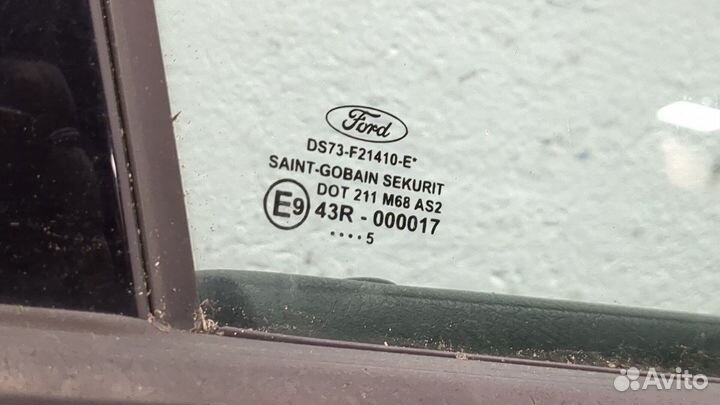 Ford
DS73-F21410-E*
SAINT-GOBAIN SEKURIT
DOT 211 M68 AS2
E9 43R - 000017
....5
Avito